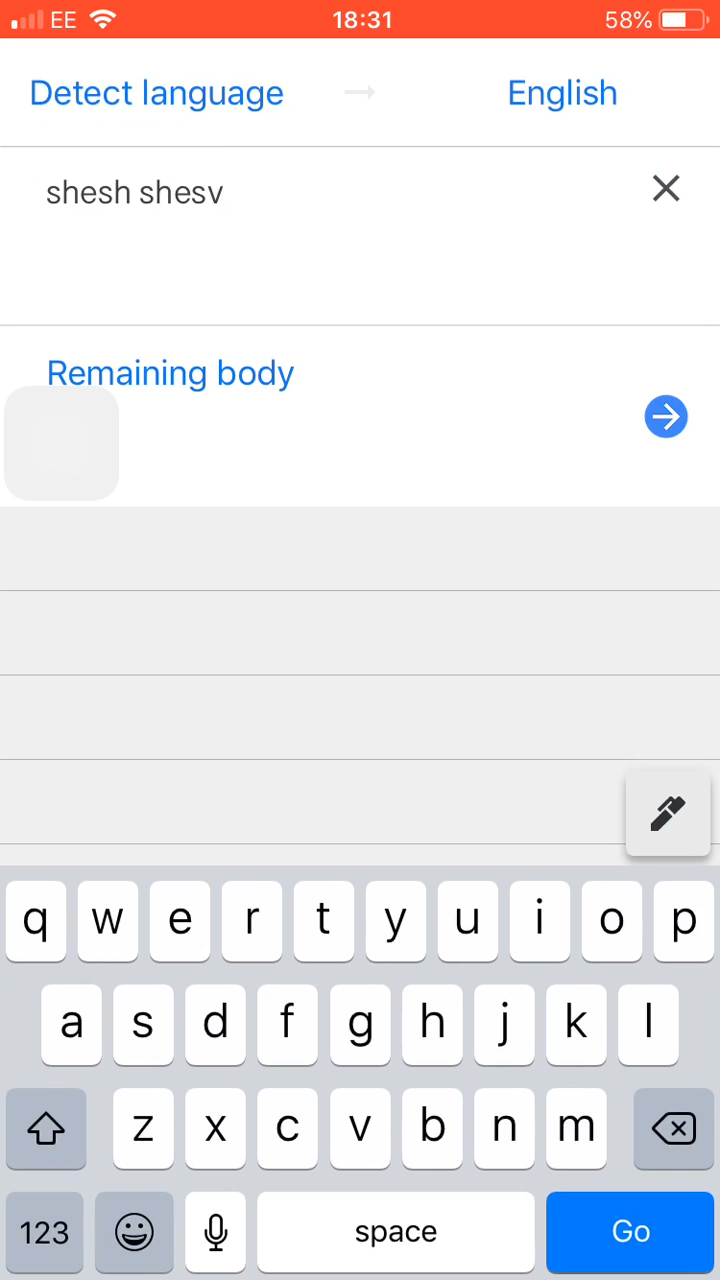 EE 18:31 58%
Detect language → English
shesh shesv
Remaining body
q w e r t y u i o p
a s d f g h j k l
z x c v b n m
123 space Go